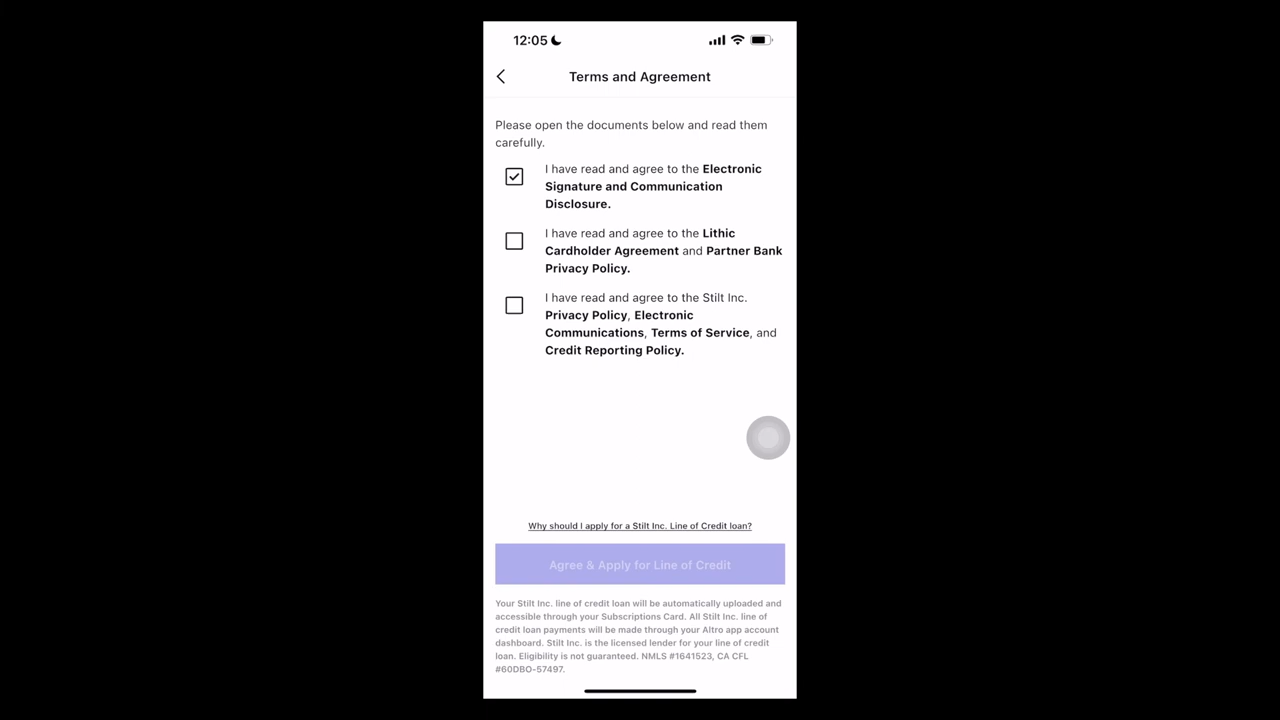 12:05
Terms and Agreement
Please open the documents below and read them
carefully.
I have read and agree to the Electronic
Signature and Communication
Disclosure.
I have read and agree to the Lithic
Cardholder Agreement and Partner Bank
Privacy Policy.
I have read and agree to the Stilt Inc.
Privacy Policy, Electronic
Communications, Terms of Service, and
Credit Reporting Policy.
Why should I apply for a Stilt Inc. Line of Credit loan?
Agree & Apply for Line of Credit
Your Stilt Inc. line of credit loan will be automatically uploaded and
accessible through your Subscriptions Card. All Stilt Inc. line of
credit loan payments will be made through your Altro app account
dashboard. Stilt Inc. is the licensed lender for your line of credit
loan. Eligibility is not guaranteed. NMLS #1641523, CA CFL
#60DBO-57497.